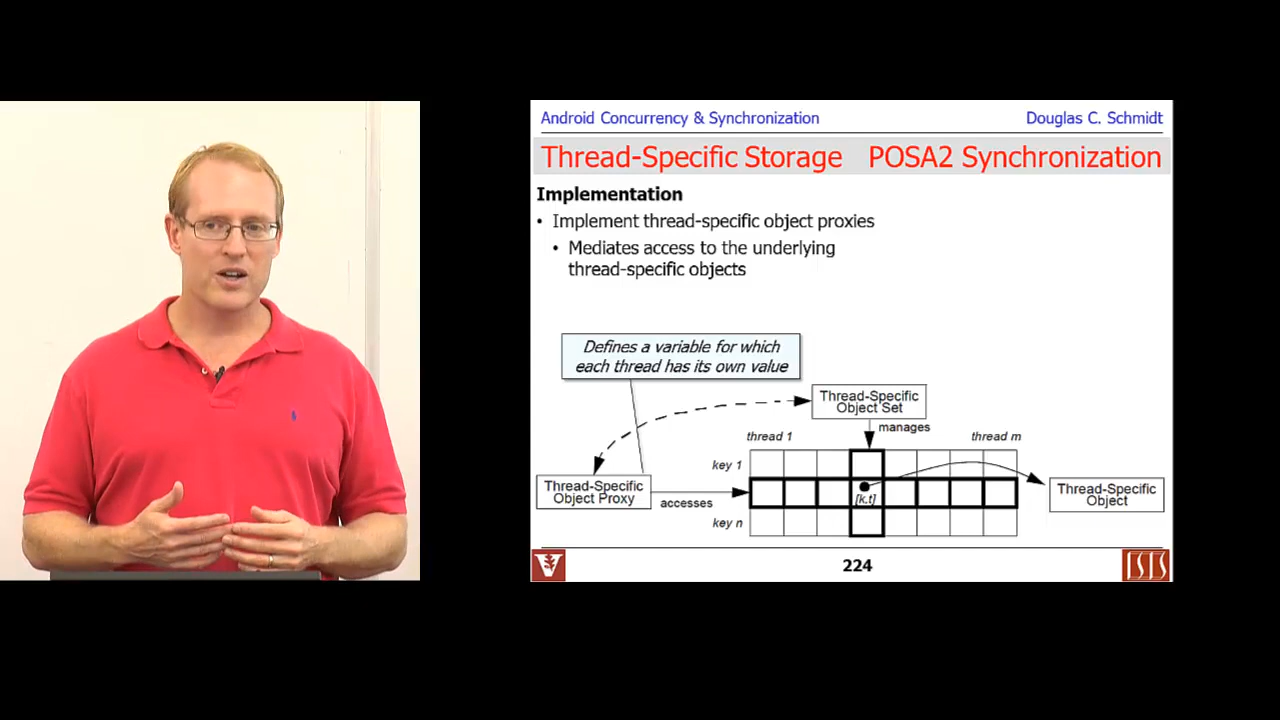 Android Concurrency & Synchronization Douglas C. Schmidt
Thread-Specific Storage POSA2 Synchronization
Implementation
• Implement thread-specific object proxies
• Mediates access to the underlying
thread-specific objects
Defines a variable for which
each thread has its own value
Thread-Specific
Object Set
manages
thread 1
thread m
key 1
Thread-Specific
Object Proxy
accesses
[k,t]
Thread-Specific
Object
key n
V
ISIS
224